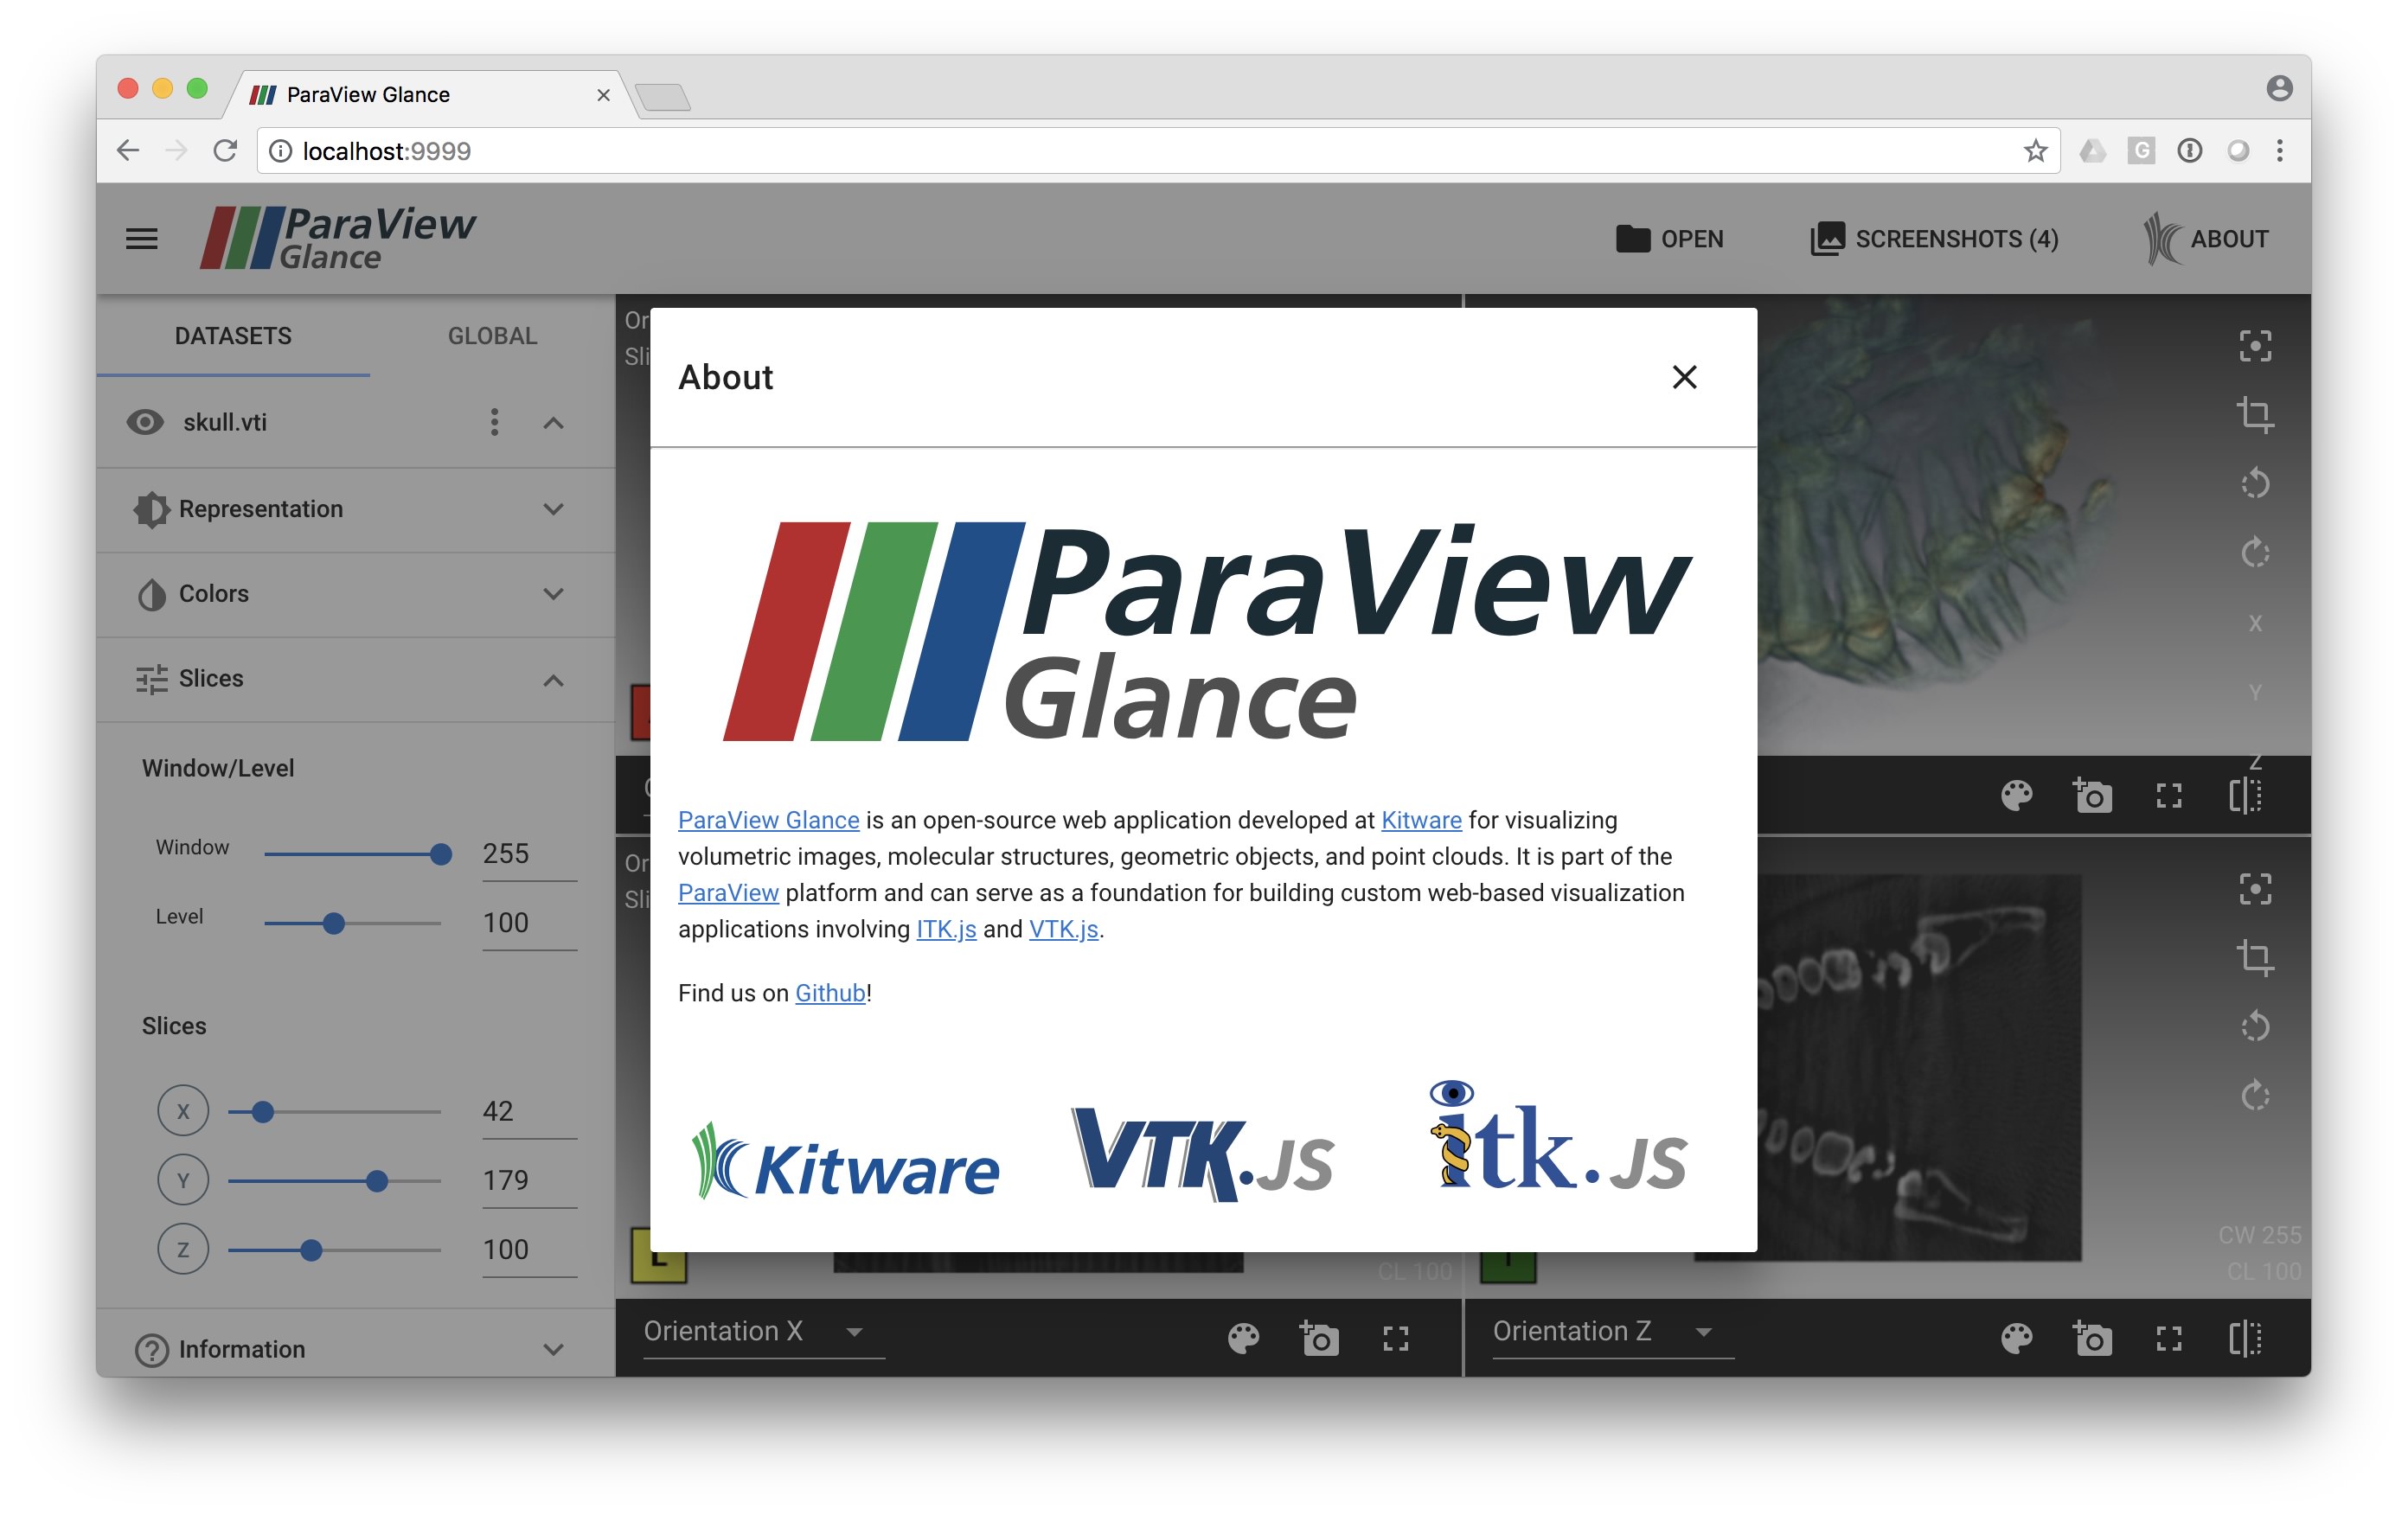 ParaView Glance
localhost:9999
G
ParaView
Glance
OPEN
SCREENSHOTS (4)
ABOUT
DATASETS
GLOBAL
skull.vti
Representation
Colors
Slices
Window/Level
Window
255
Level
100
Slices
X
42
Y
179
Z
100
Information
Or
Sli
About
ParaView
Glance
ParaView Glance is an open-source web application developed at Kitware for visualizing
volumetric images, molecular structures, geometric objects, and point clouds. It is part of the
ParaView platform and can serve as a foundation for building custom web-based visualization
applications involving ITK.js and VTK.js.
Find us on Github!
Kitware
VTK.JS
itk.JS
X
Y
Z
Or
Sli
L
CL 100
CW 255
CL 100
Orientation X
Orientation Z